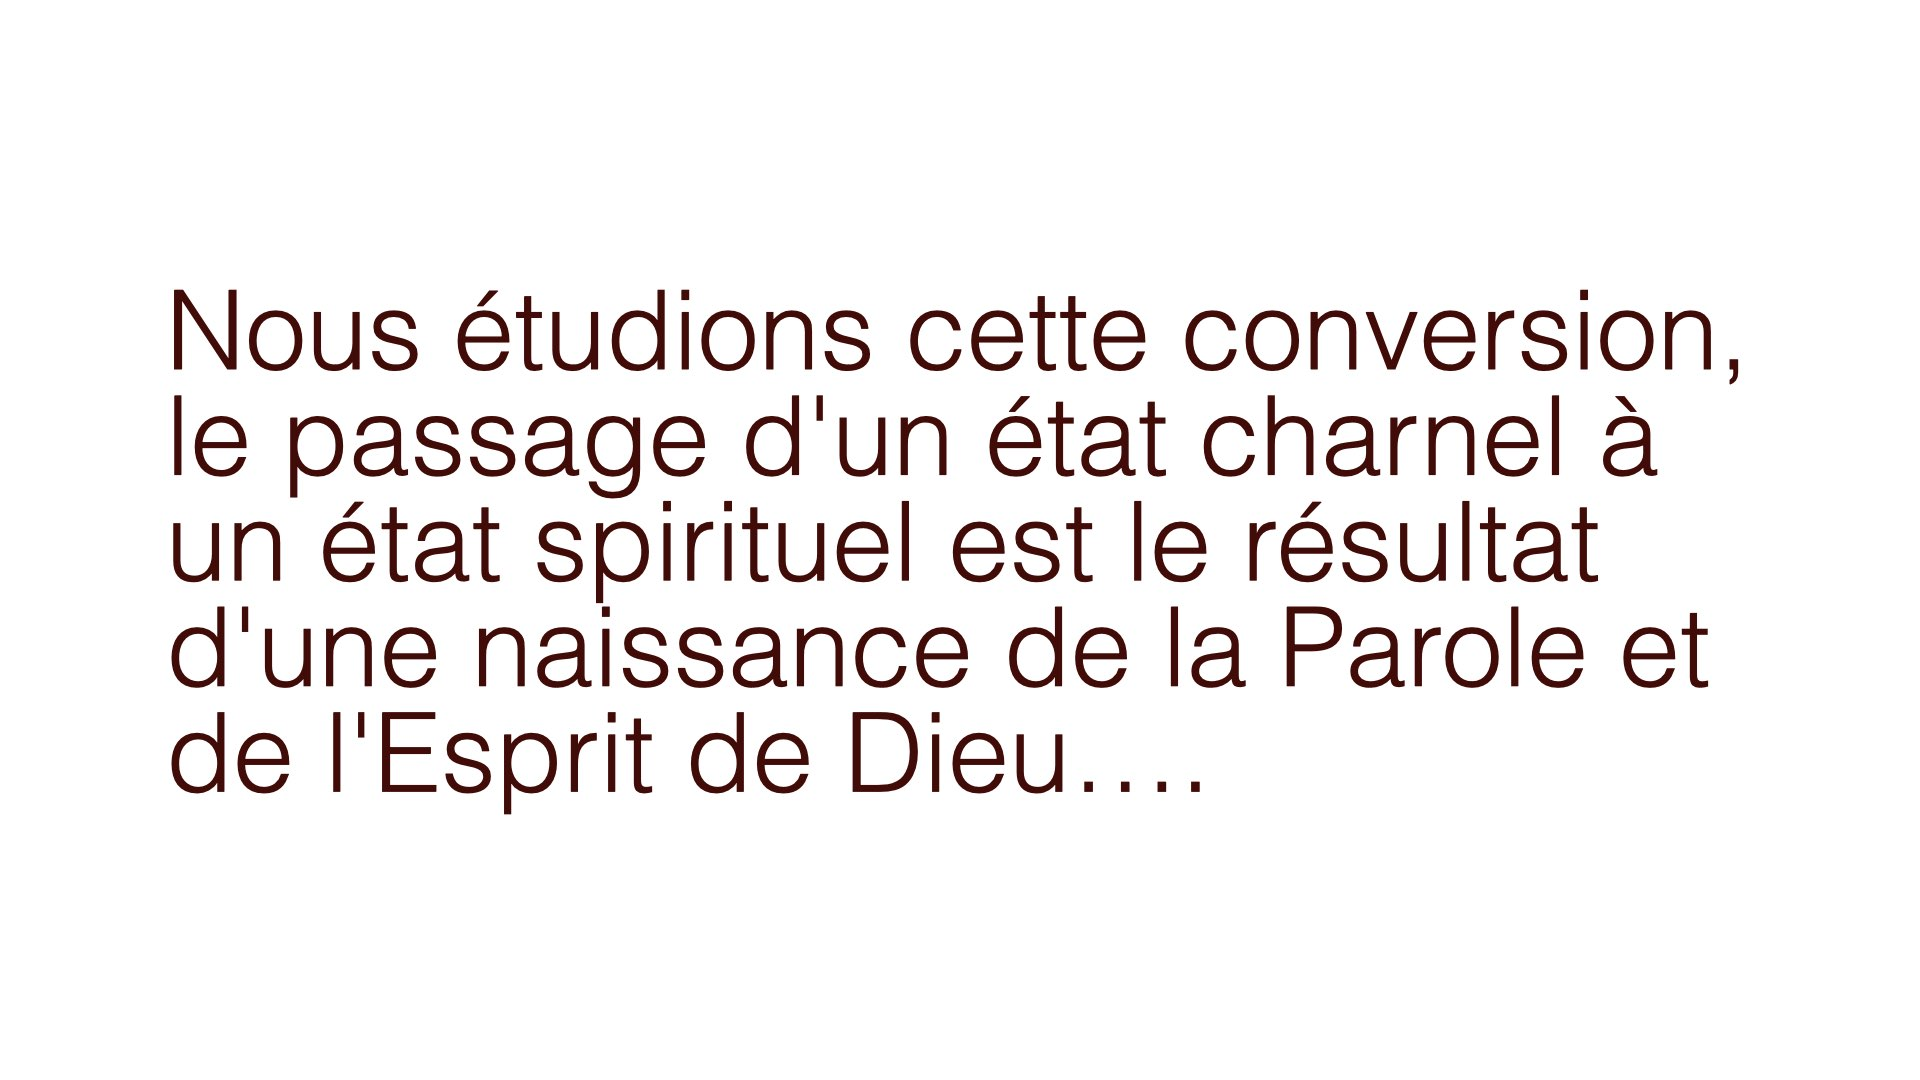 Nous étudions cette conversion,
le passage d'un état charnel à
un état spirituel est le résultat
d'une naissance de la Parole et
de l'Esprit de Dieu….